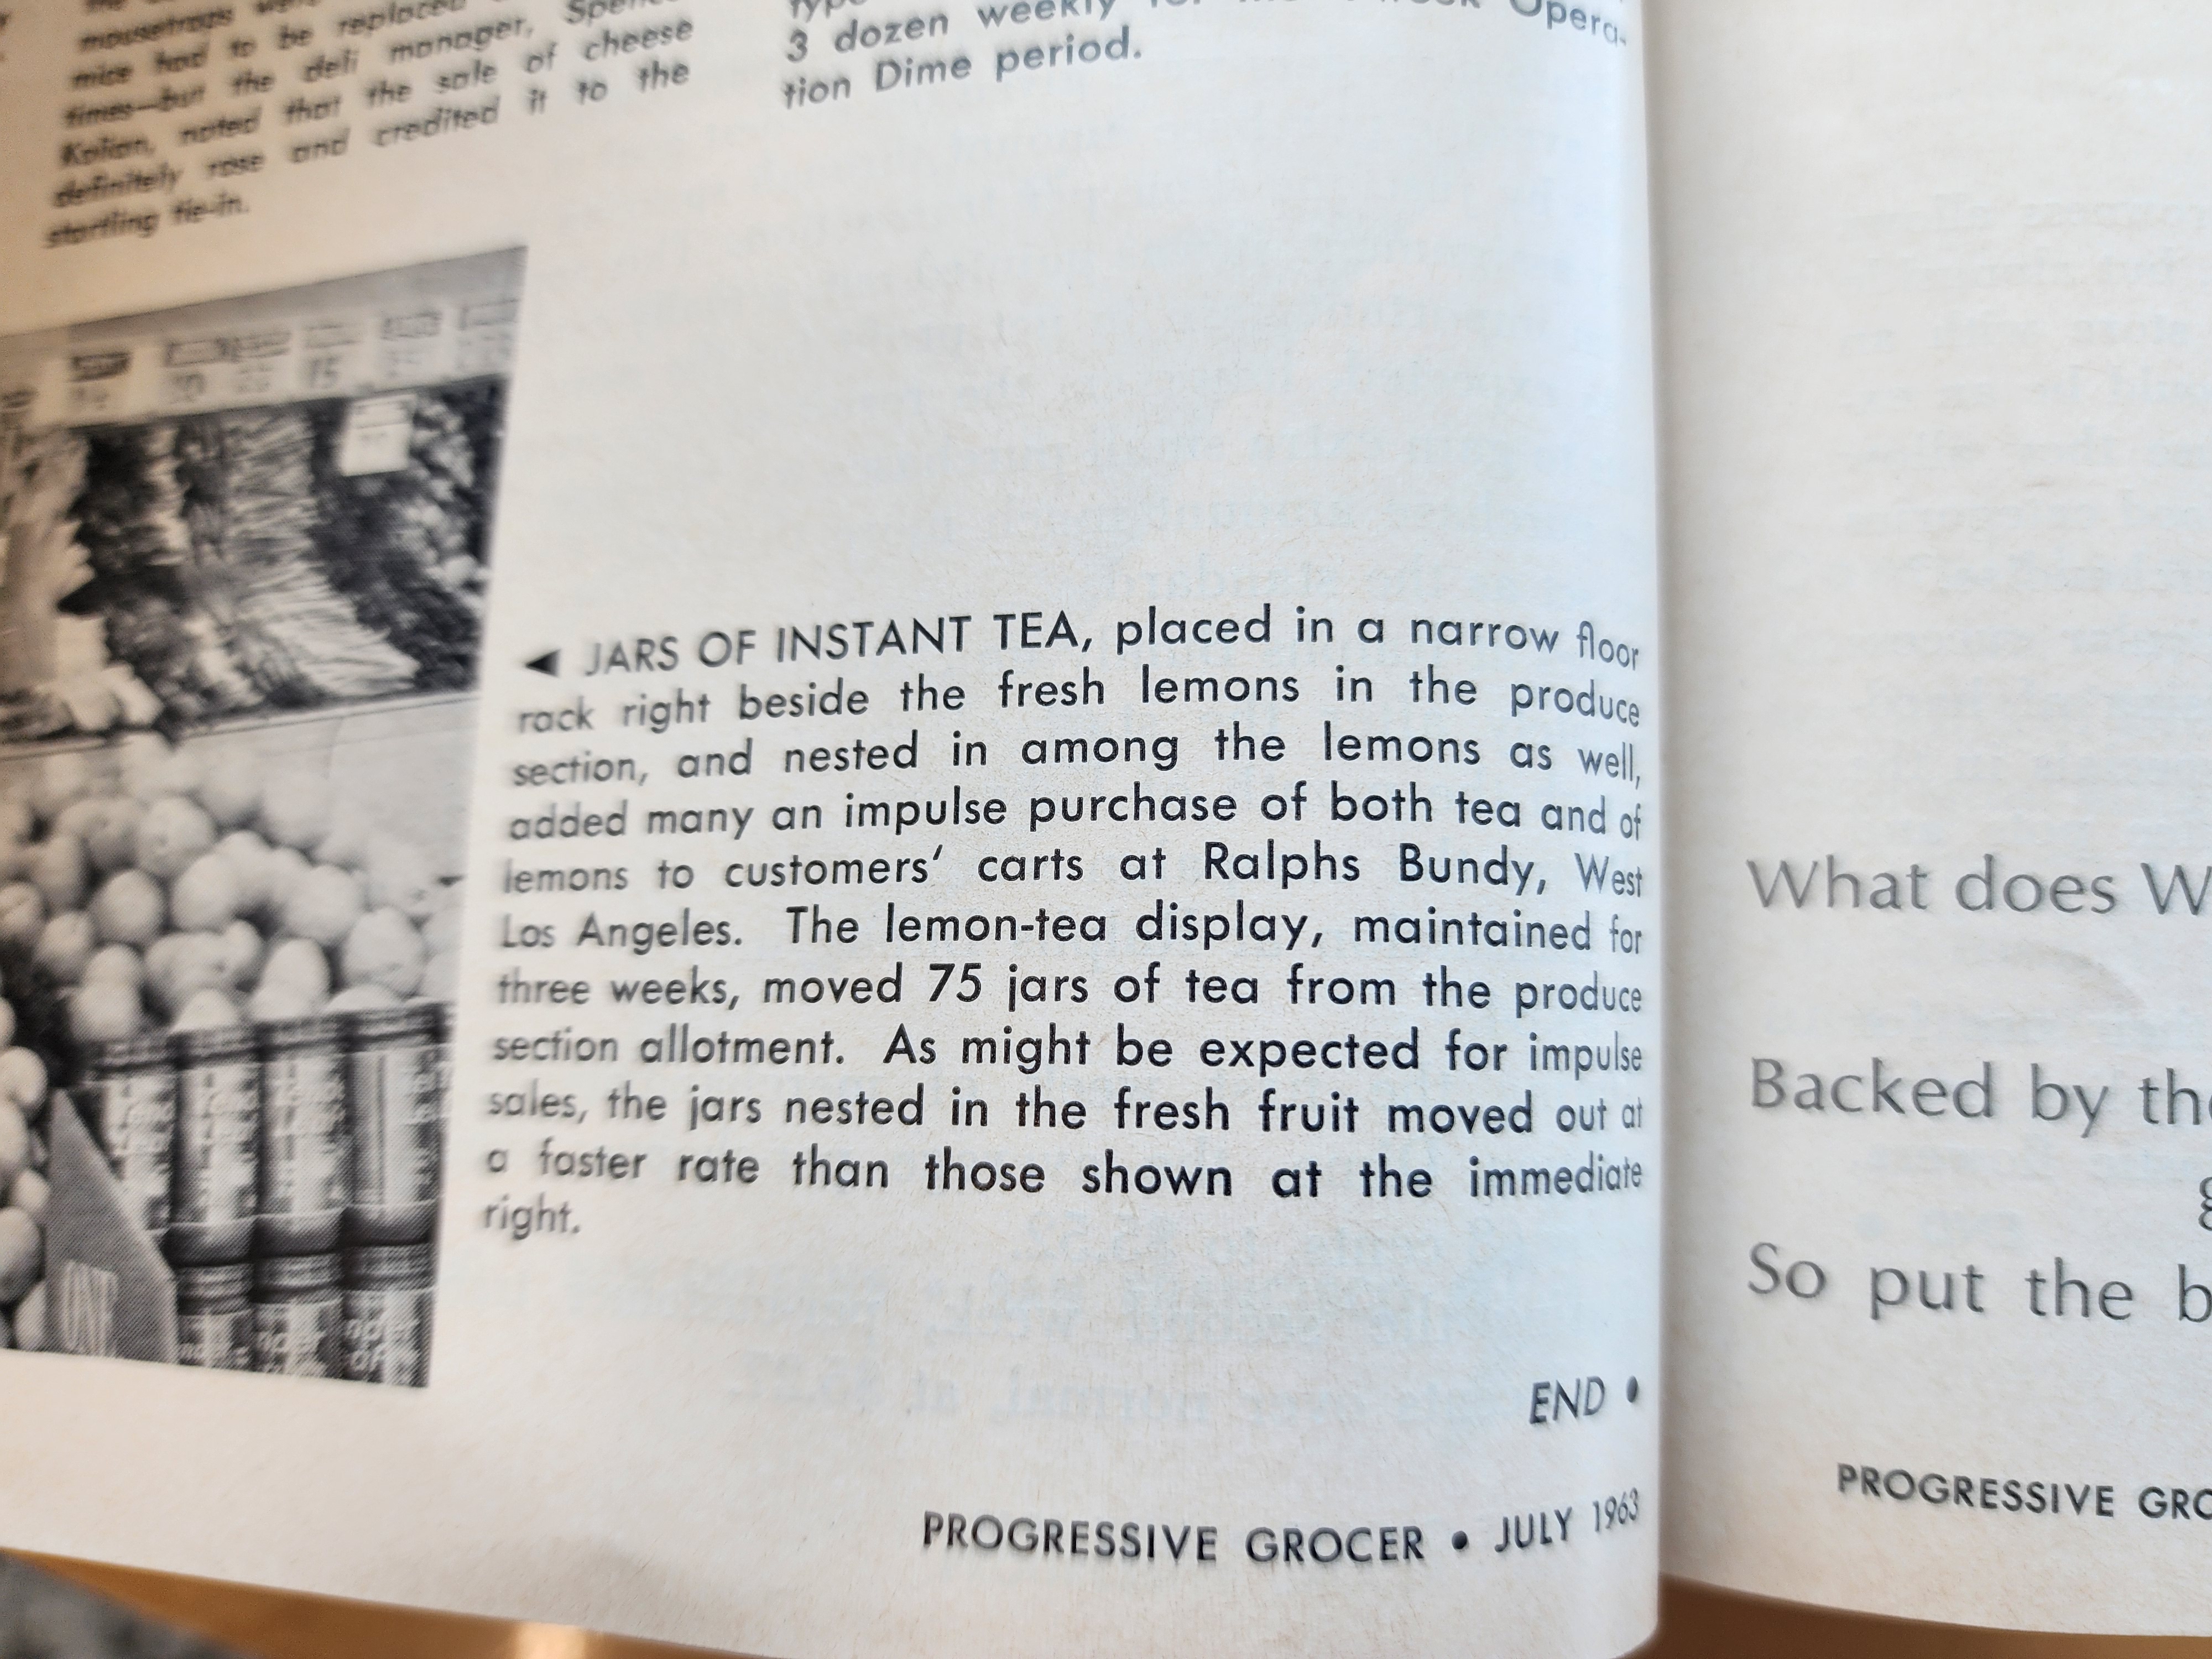 mousetraps
mice had to be replaced
times—but the deli manager,
Kalian, noted that the sale of cheese
definitely rose and credited it to the
startling tie-in.
3 dozen weekly Opera-
tion Dime period.
◄ JARS OF INSTANT TEA, placed in a narrow floor
rack right beside the fresh lemons in the produce
section, and nested in among the lemons as well,
added many an impulse purchase of both tea and of
lemons to customers' carts at Ralphs Bundy, West
Los Angeles. The lemon-tea display, maintained for
three weeks, moved 75 jars of tea from the produce
section allotment. As might be expected for impulse
sales, the jars nested in the fresh fruit moved out at
a faster rate than those shown at the immediate
right.
END •
PROGRESSIVE GROCER • JULY 1963
What does W
Backed by the
g
So put the b
PROGRESSIVE GRO